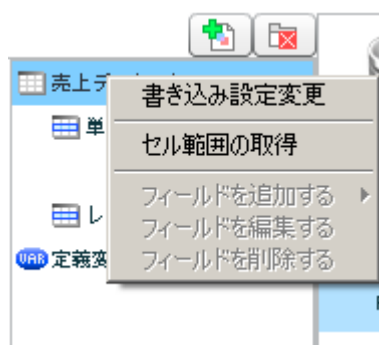 売上デ
書き込み設定変更
単
セル範囲の取得
フィールドを追加する
レ
フィールドを編集する
VAR 定義変
フィールドを削除する